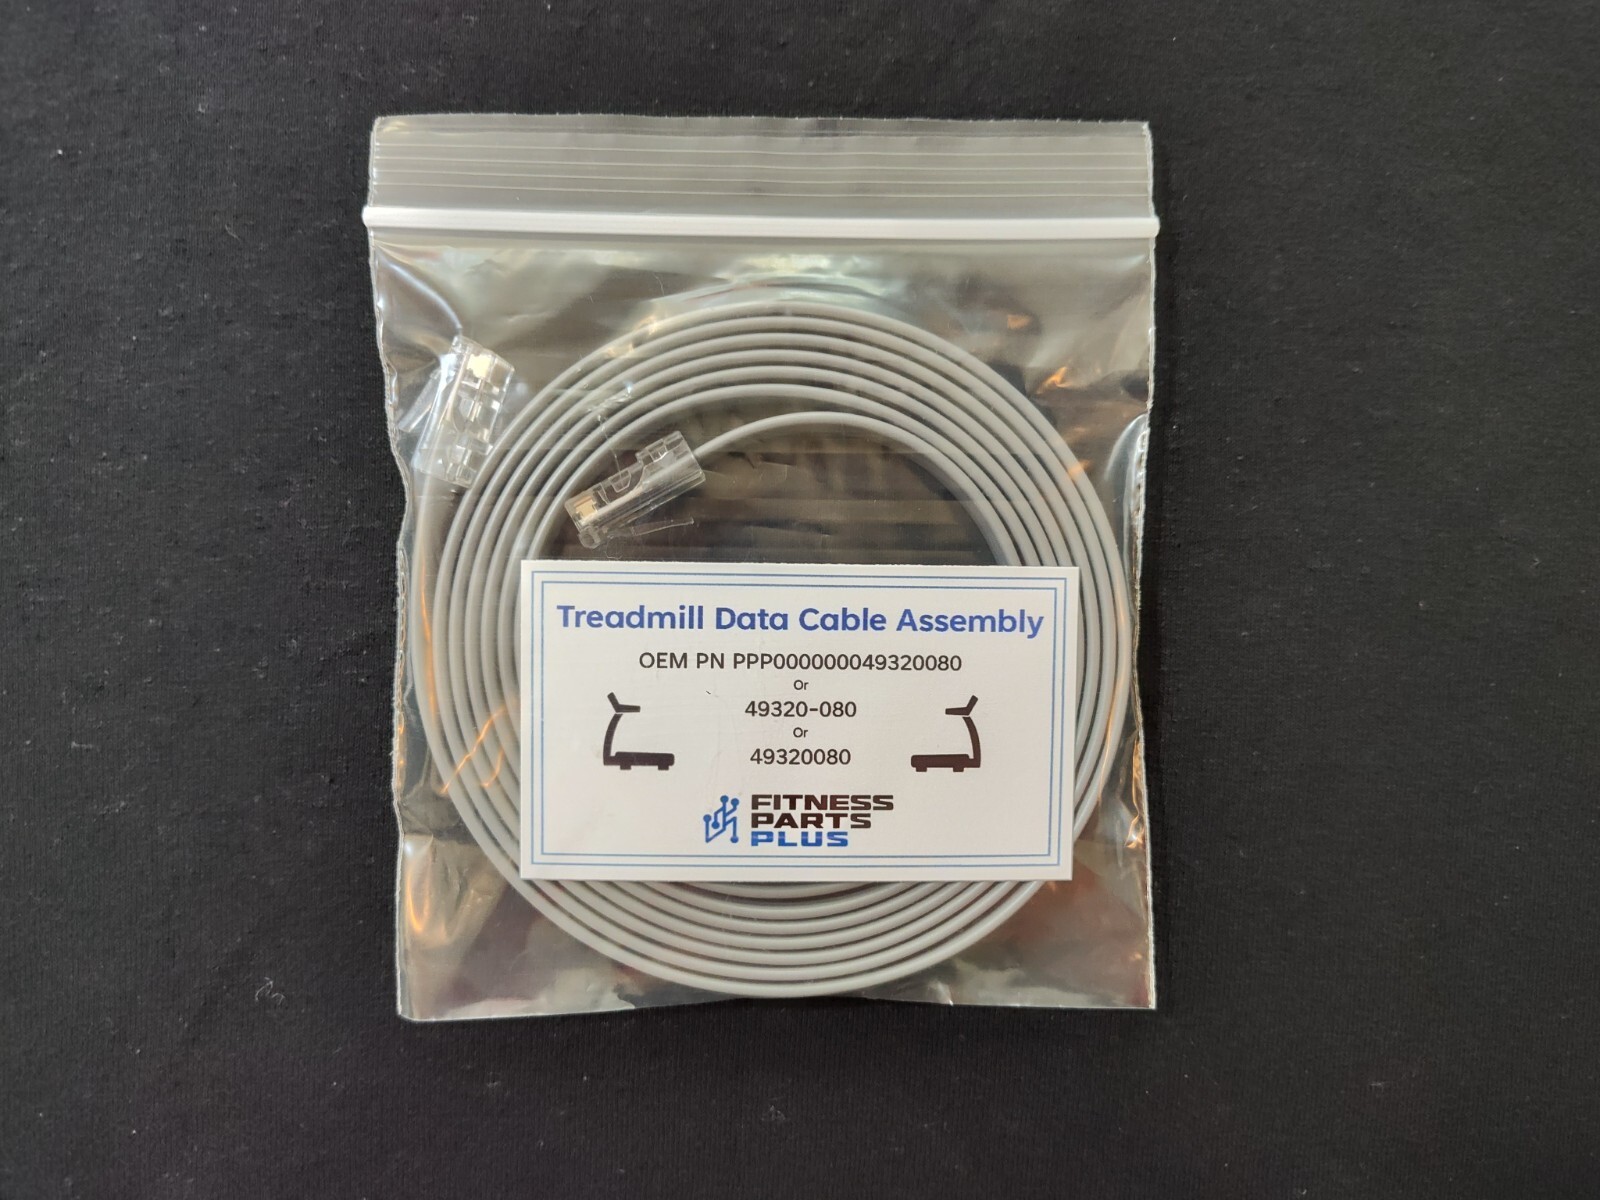 Treadmill Data Cable Assembly
OEM PN PPP000000049320080
Or
49320-080
Or
49320080
FITNESS
PARTS
PLUS